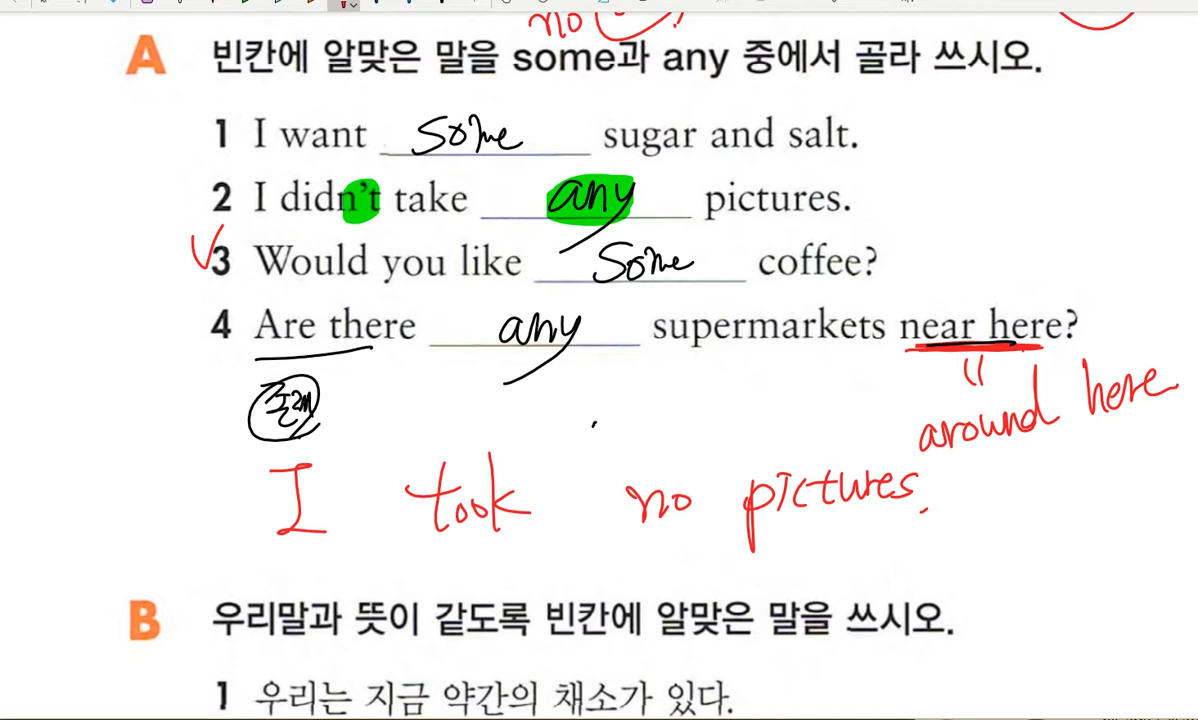 no
A 빈칸에 알맞은 말을 some과 any 중에서 골라 쓰시오.
1 I want some sugar and salt.
2 I didn't take any pictures.
3 Would you like some coffee?
4 Are there any supermarkets near here?
존재
around here
I took no pictures.
B 우리말과 뜻이 같도록 빈칸에 알맞은 말을 쓰시오.
1 우리는 지금 약간의 채소가 있다.